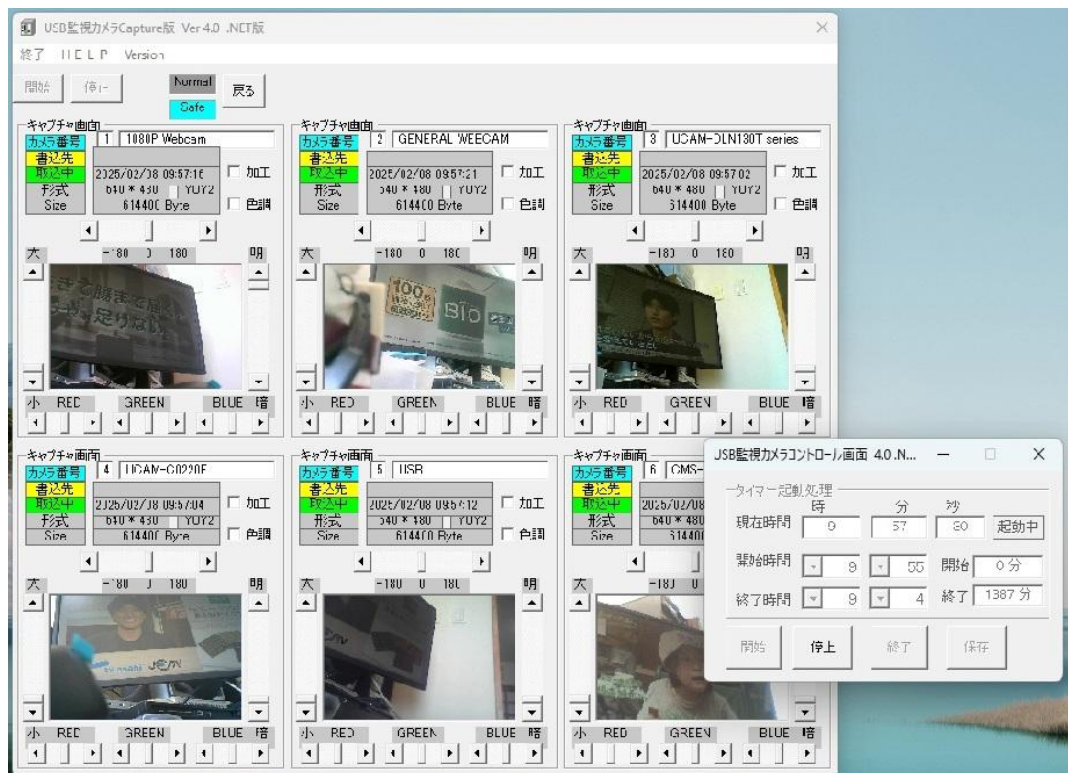 USB監視カメラCapture版 Ver 4.0 .NET版
終了 HELP Version
開始 停止 Normal 戻る
Safe
キャプチャ画面
カメラ番号 1 1080P Webcam
書込先
取込中 2025/02/08 09:57:16 加工
形式 640 * 480 YUY2
Size 614400 Byte 色調
大 -180 0 180 明
小 RED GREEN BLUE 暗
キャプチャ画面
カメラ番号 2 GENERAL WEBCAM
書込先
取込中 2025/02/08 09:57:21 加工
形式 640 * 480 YUY2
Size 614400 Byte 色調
大 -180 0 180 明
100
BIO
小 RED GREEN BLUE 暗
キャプチャ画面
カメラ番号 3 UCAM-DLN130T series
書込先
取込中 2025/02/08 09:57:02 加工
形式 640 * 480 YUY2
Size 614400 Byte 色調
大 -180 0 180 明
小 RED GREEN BLUE 暗
キャプチャ画面
カメラ番号 4 UCAM-C0220F
書込先
取込中 2025/02/08 09:57:04 加工
形式 640 * 480 YUY2
Size 614400 Byte 色調
大 -180 0 180 明
小 RED GREEN BLUE 暗
キャプチャ画面
カメラ番号 5 USB
書込先
取込中 2025/02/08 09:57:12 加工
形式 640 * 480 YUY2
Size 614400 Byte 色調
大 -180 0 180 明
小 RED GREEN BLUE 暗
キャプチャ画面
カメラ番号 6 CMS-
書込先
取込中 2025/02/08
形式 640 * 480
Size 614400
大 -180
小 RED GREEN BLUE 暗
USB監視カメラコントロール画面 4.0 .N...
タイマー起動処理
時 分 秒
現在時間 9 57 起動中
開始時間 9 55 開始 0 分
終了時間 9 4 終了 1387 分
開始 停止 終了 保存